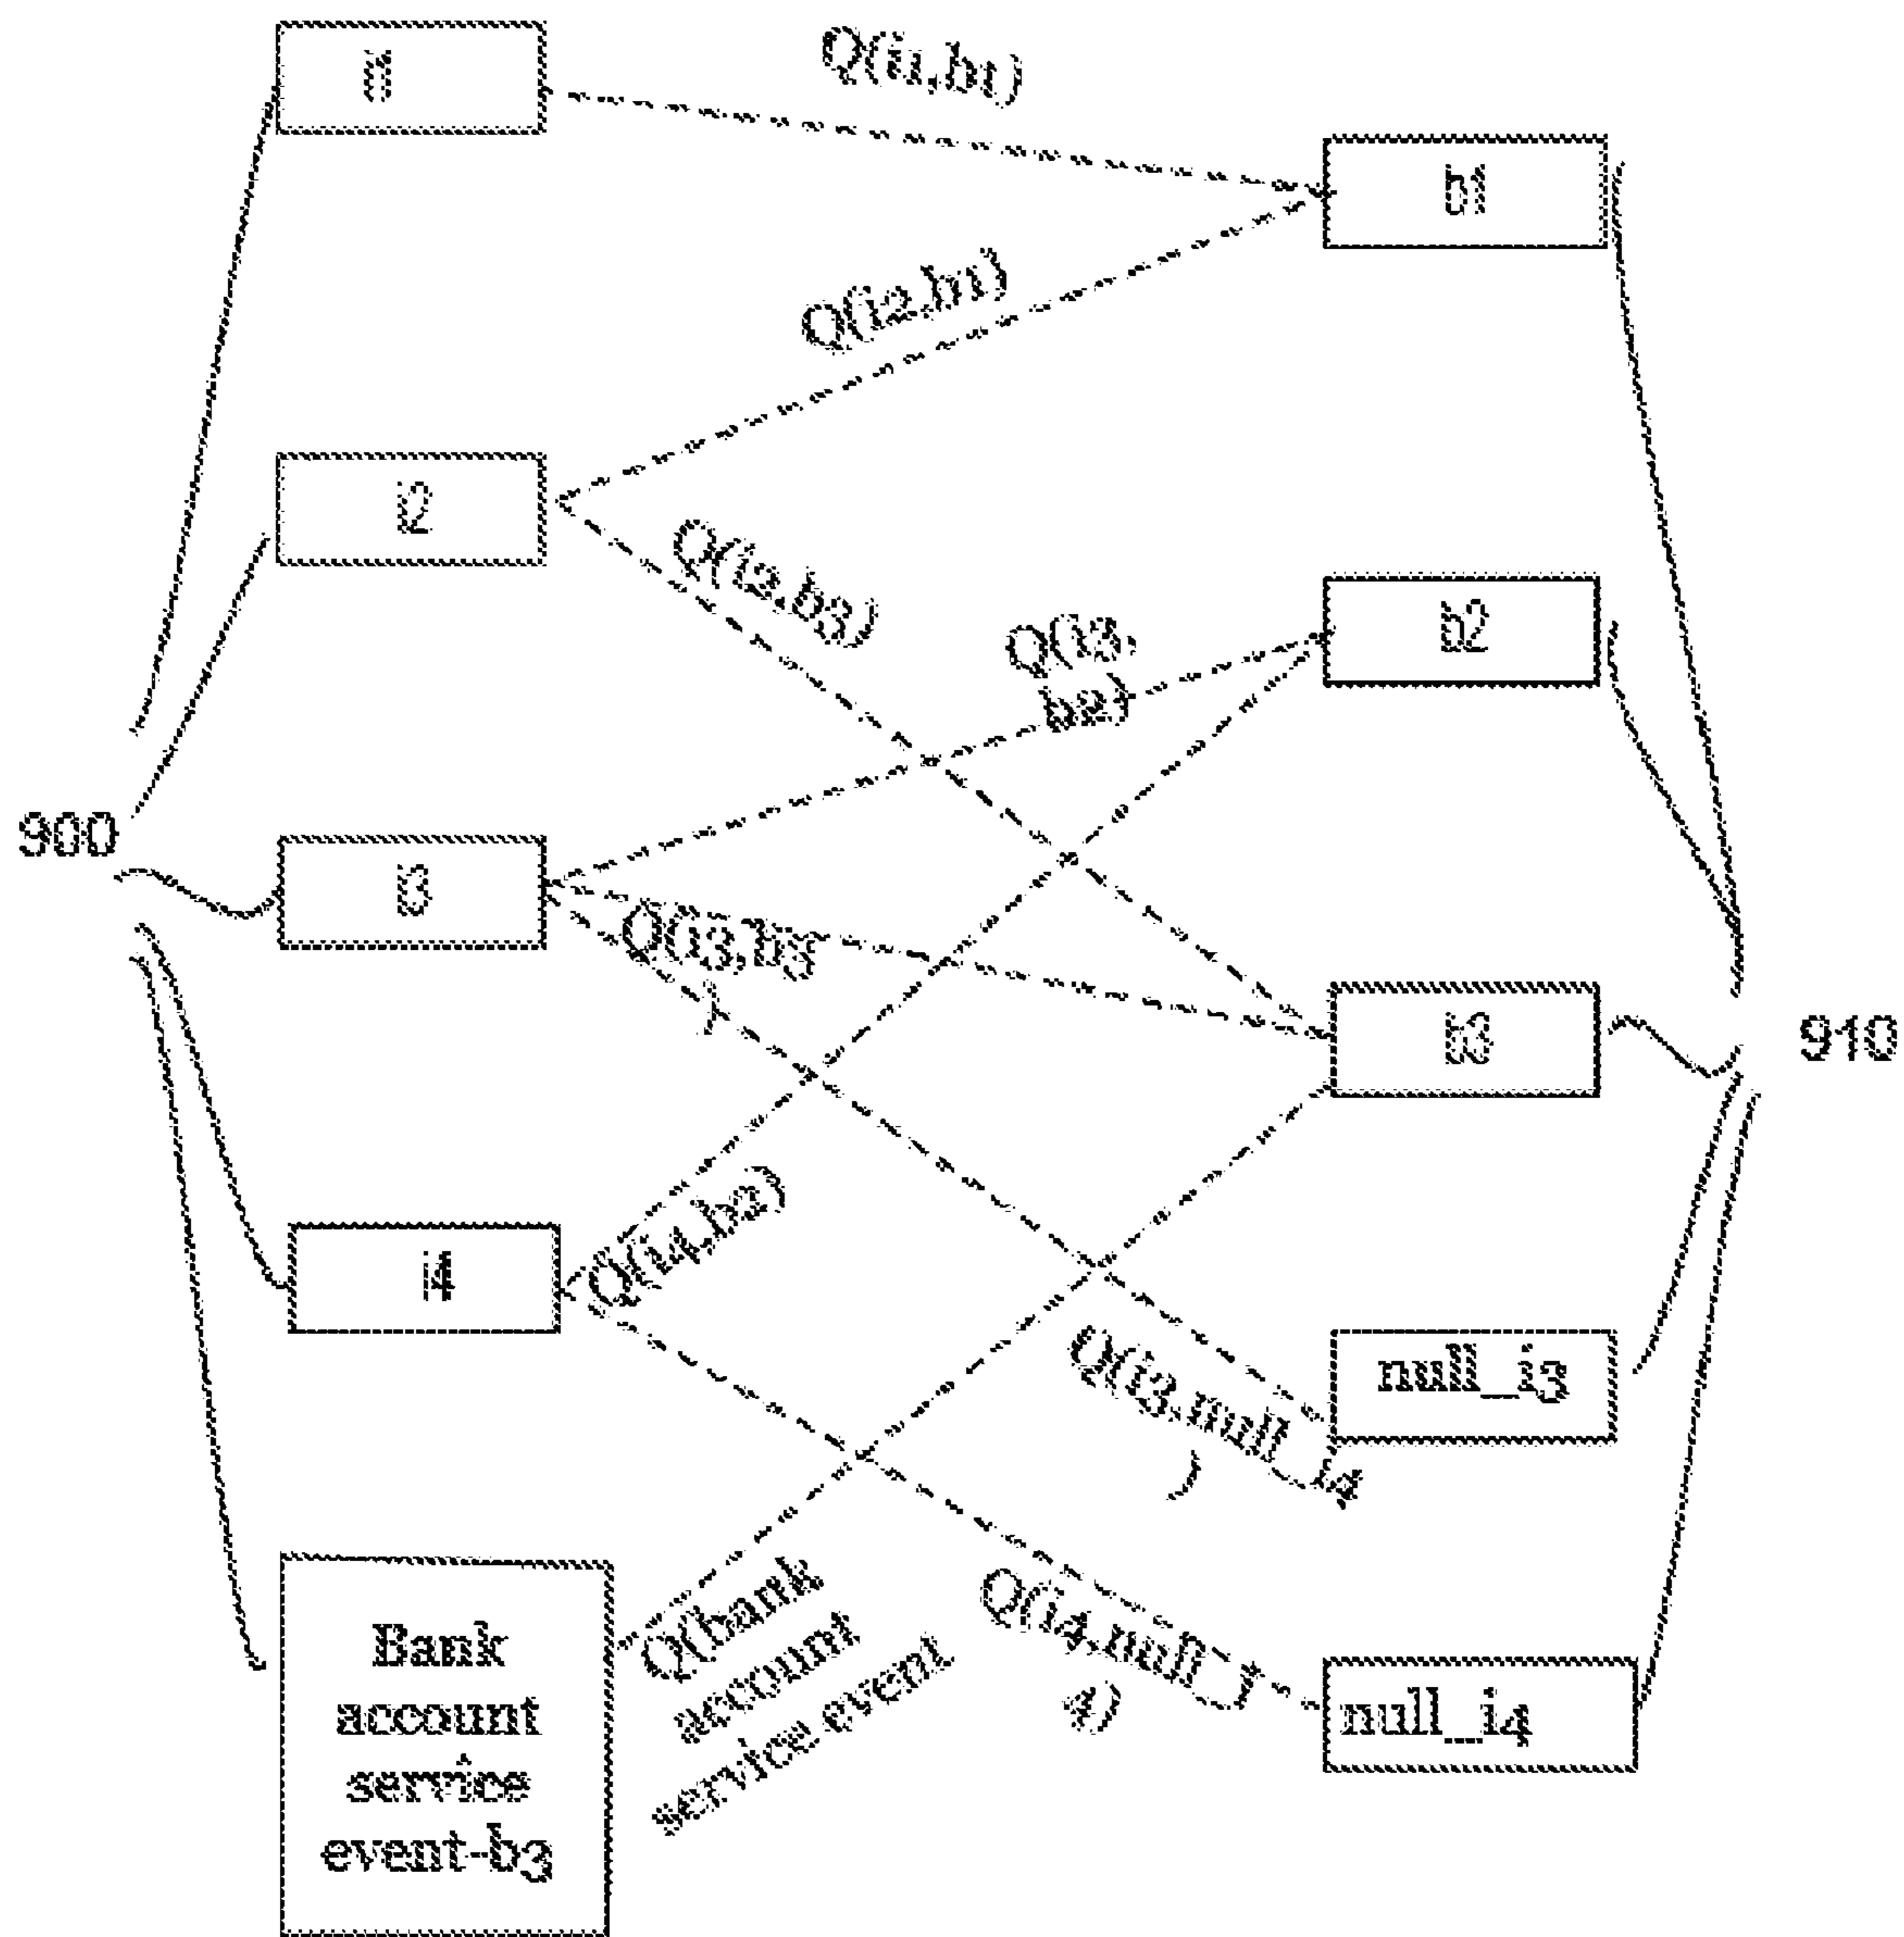 i1
Q(i1,b1)
b1
Q(i2,b1)
i2
Q(i2,b3)
Q(i3,
b2)
b2
900
i3
Q(i3,b3
)
b3
910
i4
Q(i4,b2)
null_i3
Q(i3,null_i4
)
Bank
account
service
event-b3
Q(bank
account
service event
Q(i4,null_i
4)
null_i4